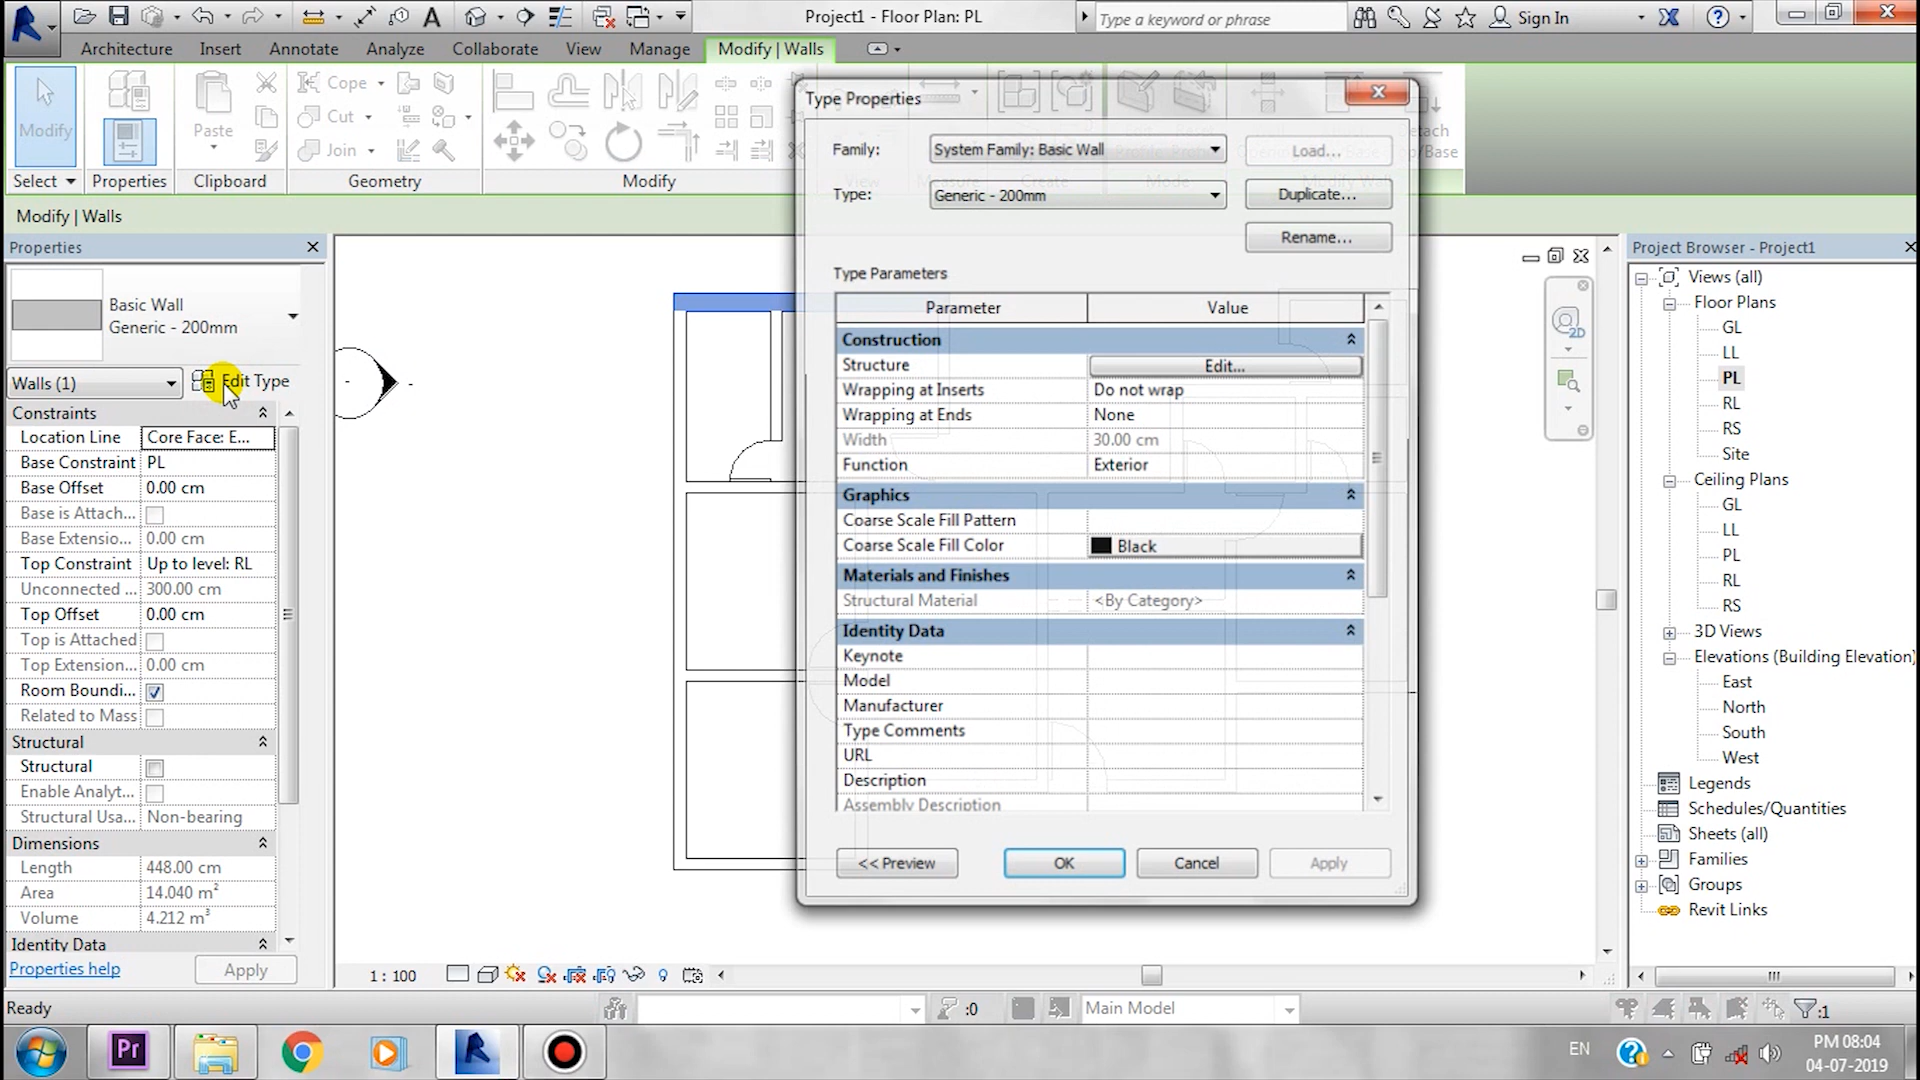 Project1 - Floor Plan: PL
Type a keyword or phrase
Sign In
Architecture
Insert
Annotate
Analyze
Collaborate
View
Manage
Modify | Walls
Modify
Paste
Cope
Cut
Join
Select
Properties
Clipboard
Geometry
Modify
Modify | Walls
Properties
Basic Wall
Generic - 200mm
Walls (1)
Edit Type
Constraints
Location Line Core Face: E...
Base Constraint PL
Base Offset 0.00 cm
Base is Attach...
Base Extensio... 0.00 cm
Top Constraint Up to level: RL
Unconnected ... 300.00 cm
Top Offset 0.00 cm
Top is Attached
Top Extension... 0.00 cm
Room Boundi...
Related to Mass
Structural
Structural
Enable Analyt...
Structural Usa... Non-bearing
Dimensions
Length 448.00 cm
Area 14.040 m²
Volume 4.212 m³
Identity Data
Properties help
Apply
Type Properties
Family: System Family: Basic Wall Load...
Type: Generic - 200mm Duplicate...
Rename...
Type Parameters
Parameter Value
Construction
Structure Edit...
Wrapping at Inserts Do not wrap
Wrapping at Ends None
Width 30.00 cm
Function Exterior
Graphics
Coarse Scale Fill Pattern
Coarse Scale Fill Color Black
Materials and Finishes
Structural Material <By Category>
Identity Data
Keynote
Model
Manufacturer
Type Comments
URL
Description
Assembly Description
<< Preview OK Cancel Apply
2D
Project Browser - Project1
Views (all)
Floor Plans
GL
LL
PL
RL
RS
Site
Ceiling Plans
GL
LL
PL
RL
RS
3D Views
Elevations (Building Elevation)
East
North
South
West
Legends
Schedules/Quantities
Sheets (all)
Families
Groups
Revit Links
1 : 100
Ready
:0
Main Model
:1
Pr
EN
PM 08:04
04-07-2019